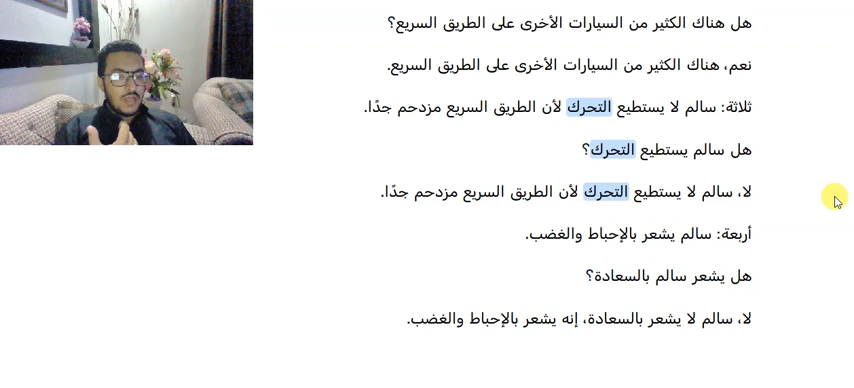 هل هناك الكثير من السيارات الأخرى على الطريق السريع؟
نعم، هناك الكثير من السيارات الأخرى على الطريق السريع.
ثلاثة: سالم لا يستطيع التحرك لأن الطريق السريع مزدحم جدًا.
هل سالم يستطيع التحرك؟
لا، سالم لا يستطيع التحرك لأن الطريق السريع مزدحم جدًا.
أربعة: سالم يشعر بالإحباط والغضب.
هل يشعر سالم بالسعادة؟
لا، سالم لا يشعر بالسعادة، إنه يشعر بالإحباط والغضب.